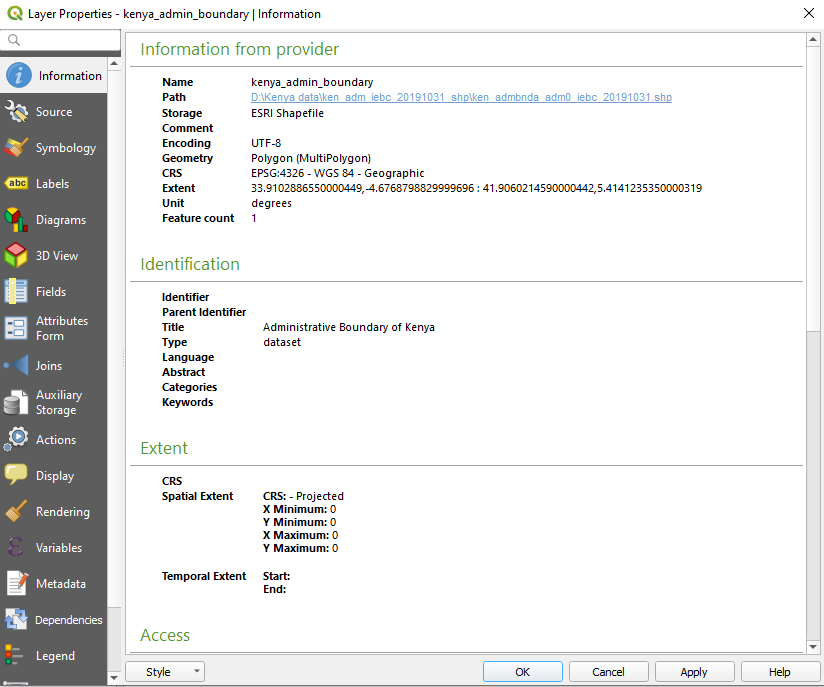 Layer Properties - kenya_admin_boundary | Information
Information
Source
Symbology
Labels
Diagrams
3D View
Fields
Attributes
Form
Joins
Auxiliary
Storage
Actions
Display
Rendering
Variables
Metadata
Dependencies
Legend
Information from provider
Name kenya_admin_boundary
Path D:\Kenya data\ken_adm_iebc_20191031_shp\ken_admbnda_adm0_iebc_20191031.shp
Storage ESRI Shapefile
Comment
Encoding UTF-8
Geometry Polygon (MultiPolygon)
CRS EPSG:4326 - WGS 84 - Geographic
Extent 33.9102886550000449,-4.6768798829999696 : 41.9060214590000442,5.4141235350000319
Unit degrees
Feature count 1
Identification
Identifier
Parent Identifier
Title Administrative Boundary of Kenya
Type dataset
Language
Abstract
Categories
Keywords
Extent
CRS
Spatial Extent CRS: - Projected
X Minimum: 0
Y Minimum: 0
X Maximum: 0
Y Maximum: 0
Temporal Extent Start:
End:
Access
Style OK Cancel Apply Help
abc